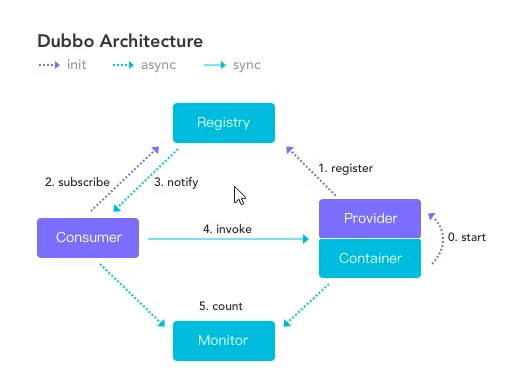 Dubbo Architecture
init async sync
Registry
1. register
2. subscribe 3. notify
Provider
Consumer 4. invoke 0. start
Container
5. count
Monitor